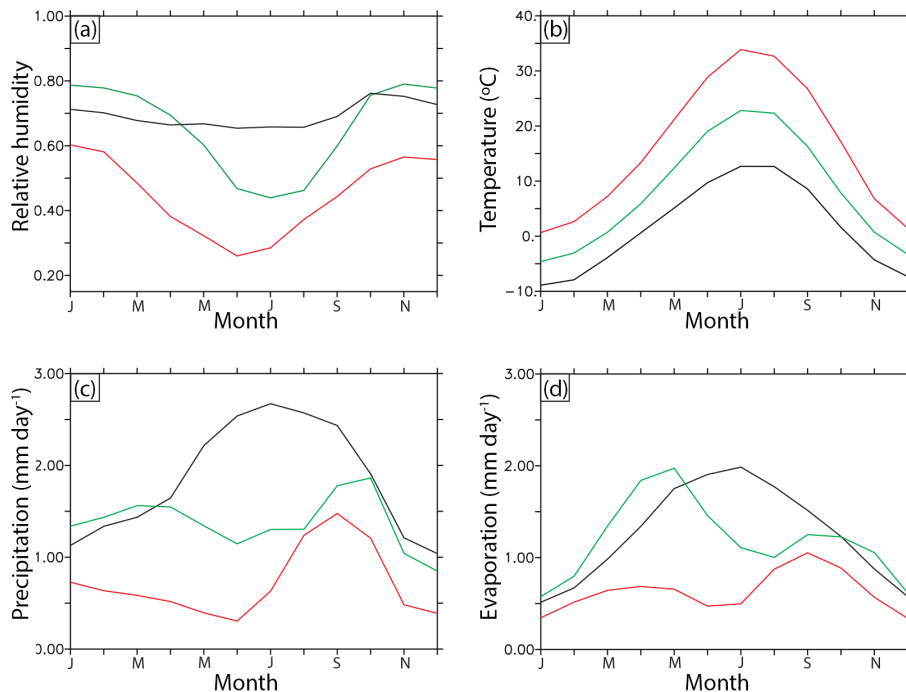 (a)
1.00
0.80
0.60
0.40
0.20
Relative humidity
J M M J S N
Month
(b)
40.
30.
20.
10.
0.
−10.
Temperature (ºC)
J M M J S N
Month
(c)
3.00
2.00
1.00
0.00
Precipitation (mm day⁻¹)
J M M J S N
Month
(d)
3.00
2.00
1.00
0.00
Evaporation (mm day⁻¹)
J M M J S N
Month